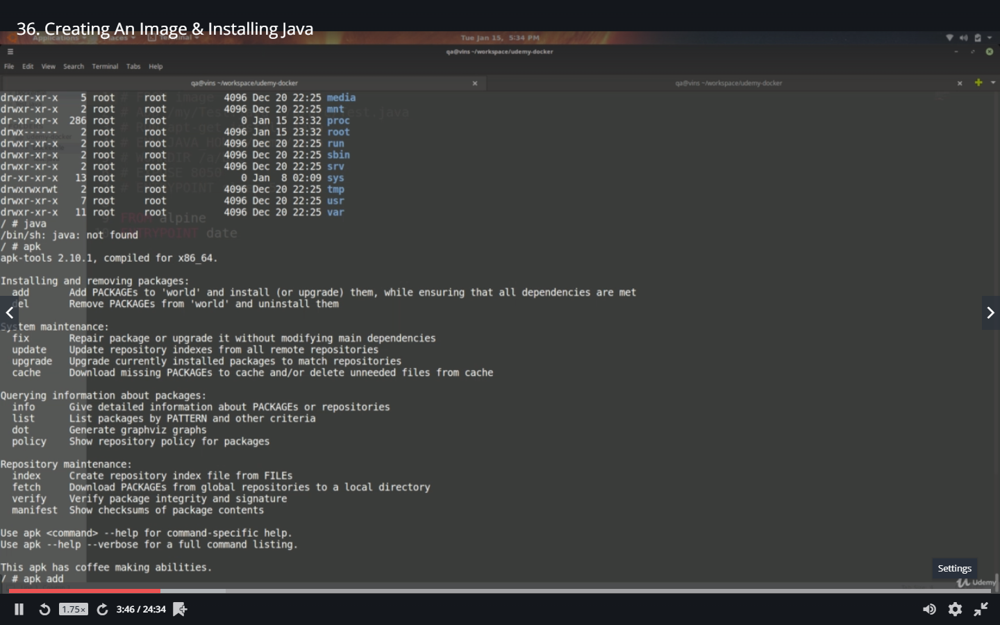 36. Creating An Image & Installing Java
Applications Places Terminal
Tue Jan 15, 5:34 PM
qa@vins ~/workspace/udemy-docker
File Edit View Search Terminal Tabs Help
qa@vins ~/workspace/udemy-docker
qa@vins ~/workspace/udemy-docker
drwxr-xr-x 5 root root 4096 Dec 20 22:25 media
drwxr-xr-x 2 root root 4096 Dec 20 22:25 mnt
dr-xr-xr-x 286 root root 0 Jan 15 23:32 proc
drwx------ 2 root root 4096 Jan 15 23:32 root
drwxr-xr-x 2 root root 4096 Dec 20 22:25 run
drwxr-xr-x 2 root root 4096 Dec 20 22:25 sbin
drwxr-xr-x 2 root root 4096 Dec 20 22:25 srv
dr-xr-xr-x 13 root root 0 Jan 8 02:09 sys
drwxrwxrwt 2 root root 4096 Dec 20 22:25 tmp
drwxr-xr-x 7 root root 4096 Dec 20 22:25 usr
drwxr-xr-x 11 root root 4096 Dec 20 22:25 var
FROM alpine
/ # java
ENTRYPOINT date
/bin/sh: java: not found
/ # apk
apk-tools 2.10.1, compiled for x86_64.
Installing and removing packages:
add Add PACKAGEs to 'world' and install (or upgrade) them, while ensuring that all dependencies are met
del Remove PACKAGEs from 'world' and uninstall them
System maintenance:
fix Repair package or upgrade it without modifying main dependencies
update Update repository indexes from all remote repositories
upgrade Upgrade currently installed packages to match repositories
cache Download missing PACKAGEs to cache and/or delete unneeded files from cache
Querying information about packages:
info Give detailed information about PACKAGEs or repositories
list List packages by PATTERN and other criteria
dot Generate graphviz graphs
policy Show repository policy for packages
Repository maintenance:
index Create repository index file from FILEs
fetch Download PACKAGEs from global repositories to a local directory
verify Verify package integrity and signature
manifest Show checksums of package contents
Use apk <command> --help for command-specific help.
Use apk --help --verbose for a full command listing.
This apk has coffee making abilities.
/ # apk add
Settings
Udemy
1.75× 3:46 / 24:34